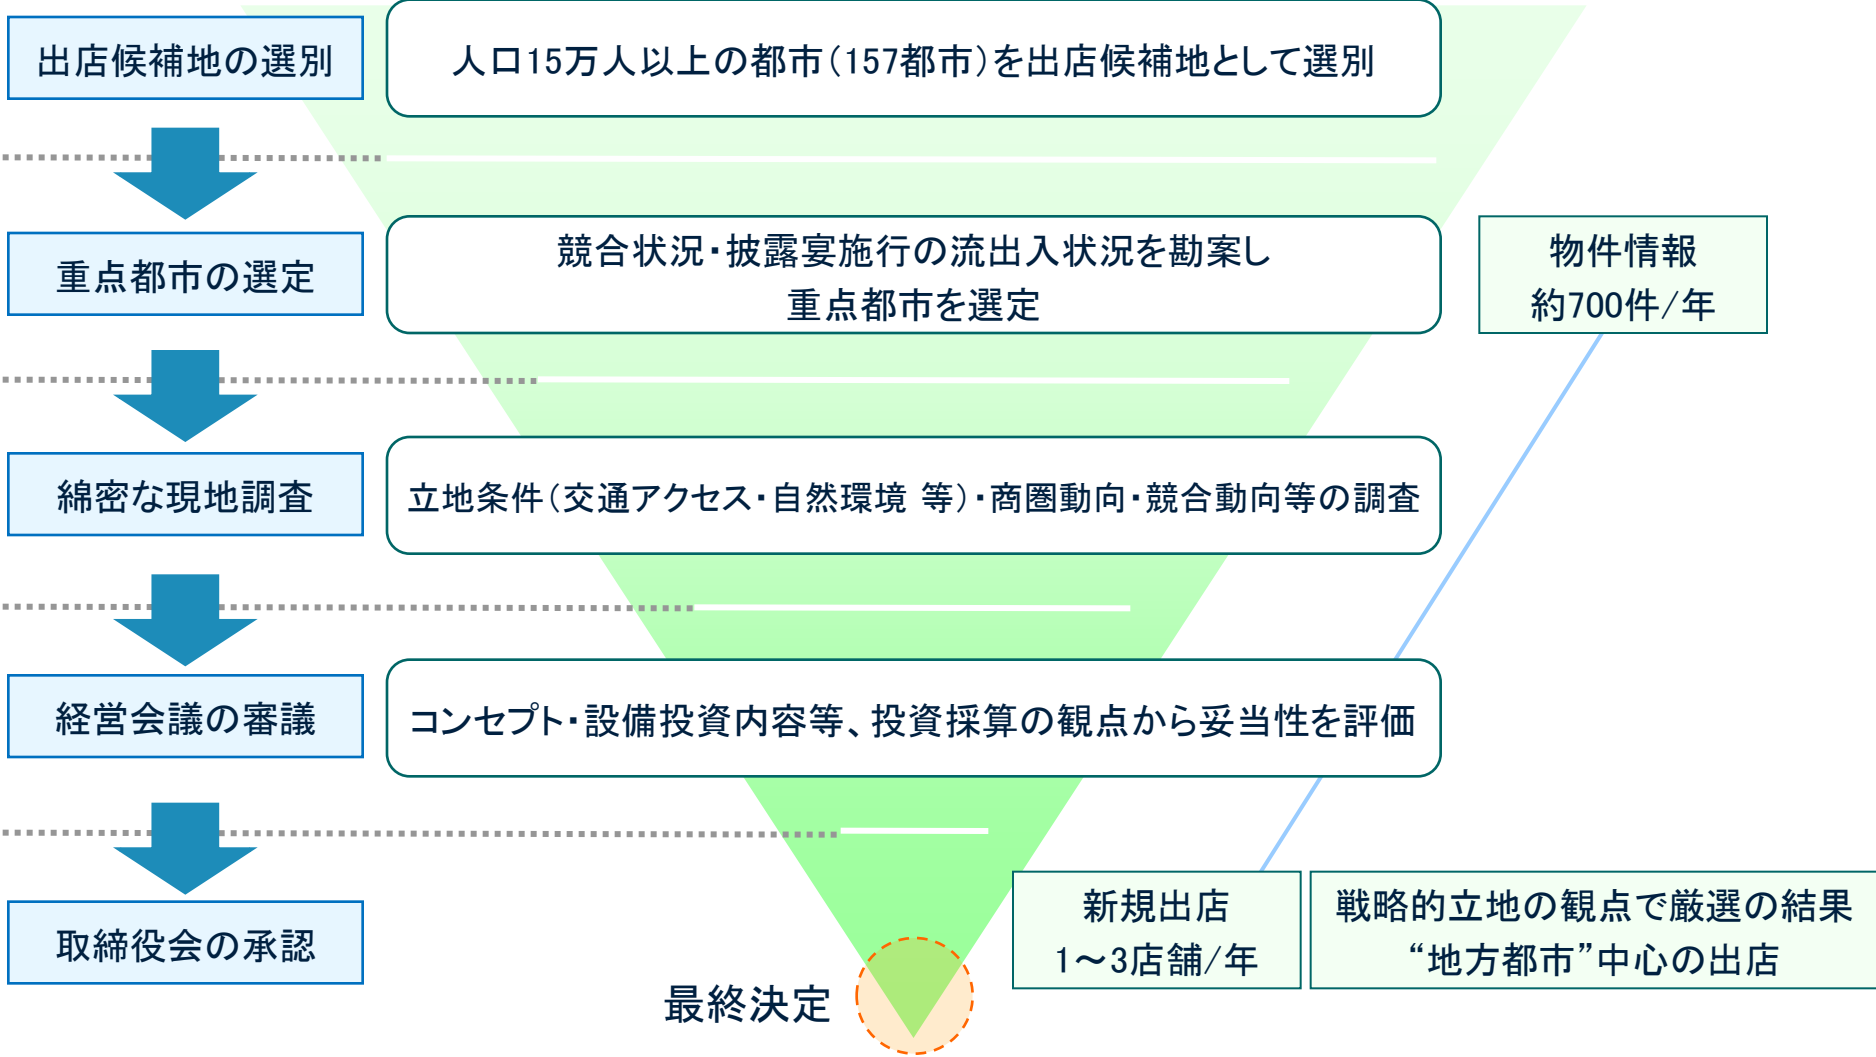 出店候補地の選別
人口15万人以上の都市（157都市）を出店候補地として選別
重点都市の選定
競合状況・披露宴施行の流出入状況を勘案し
重点都市を選定
物件情報
約700件/年
綿密な現地調査
立地条件（交通アクセス・自然環境 等）・商圏動向・競合動向等の調査
経営会議の審議
コンセプト・設備投資内容等、投資採算の観点から妥当性を評価
取締役会の承認
新規出店
1～3店舗/年
戦略的立地の観点で厳選の結果
“地方都市”中心の出店
最終決定